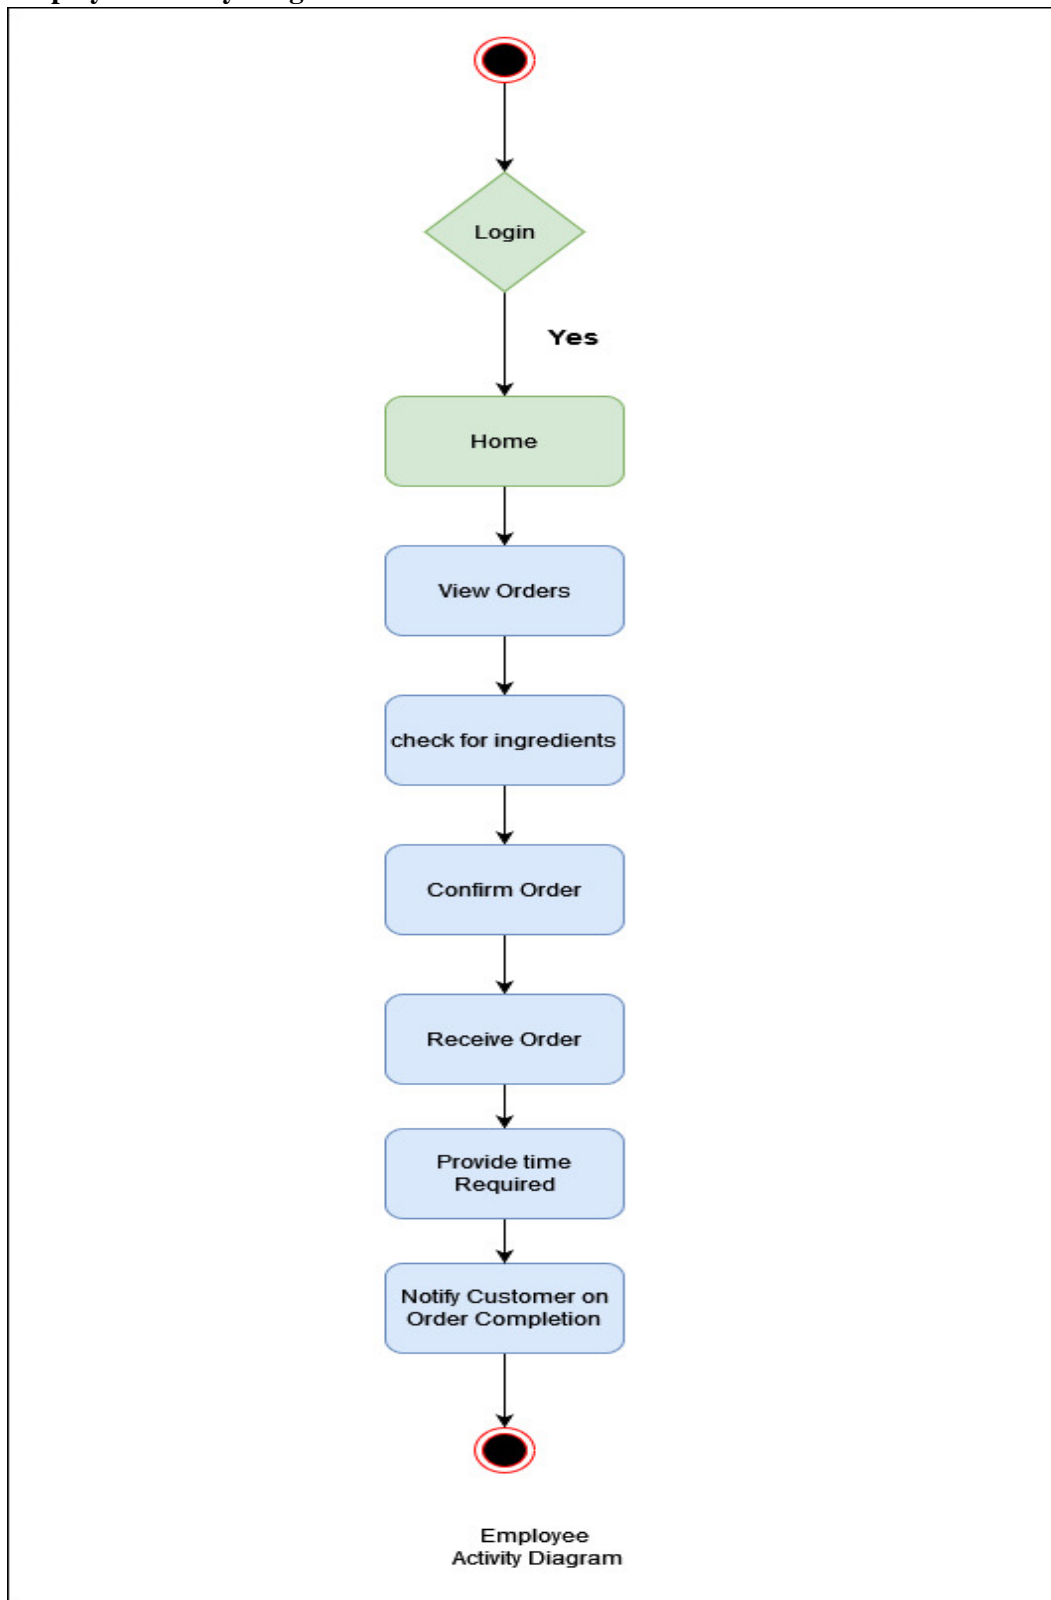 Login
Yes
Home
View Orders
check for ingredients
Confirm Order
Receive Order
Provide time
Required
Notify Customer on
Order Completion
Employee
Activity Diagram